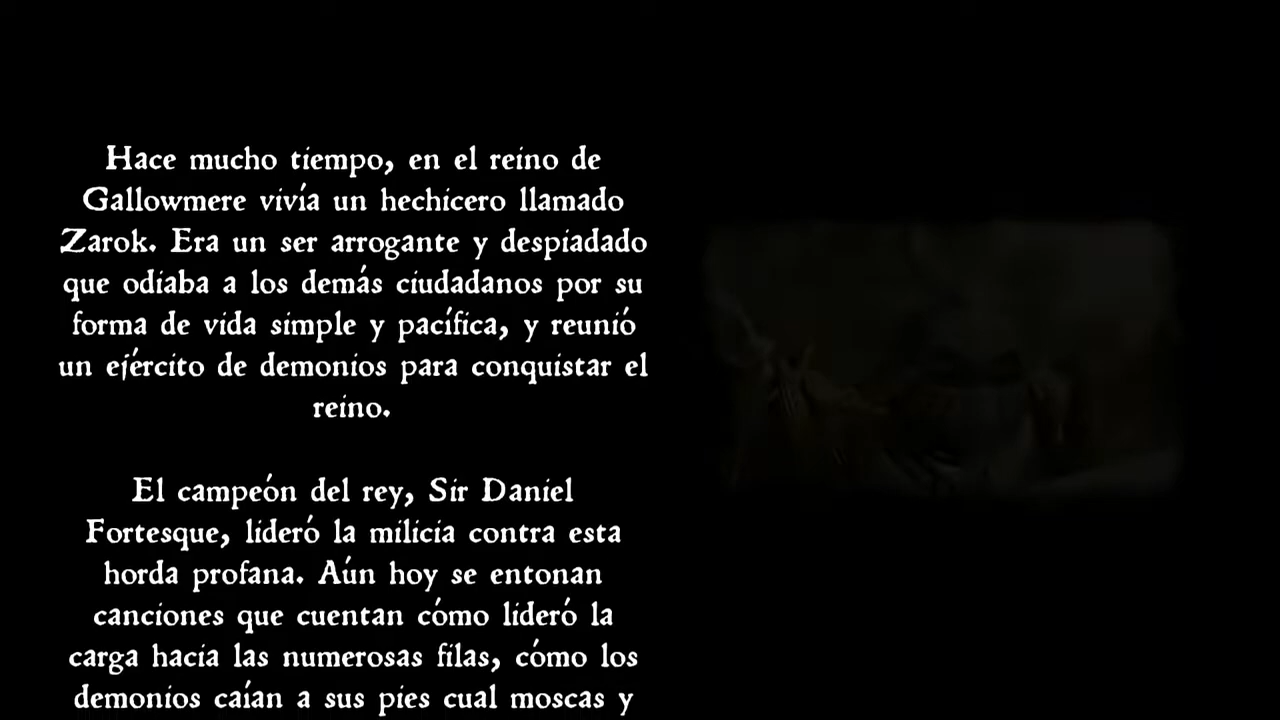 Hace mucho tiempo, en el reino de
Gallowmere vivía un hechicero llamado
Zarok. Era un ser arrogante y despiadado
que odiaba a los demás ciudadanos por su
forma de vida simple y pacífica, y reunió
un ejército de demonios para conquistar el
reino.
El campeón del rey, Sir Daniel
Fortesque, lideró la milicia contra esta
horda profana. Aún hoy se entonan
canciones que cuentan cómo lideró la
carga hacia las numerosas filas, cómo los
demonios caían a sus pies cual moscas y